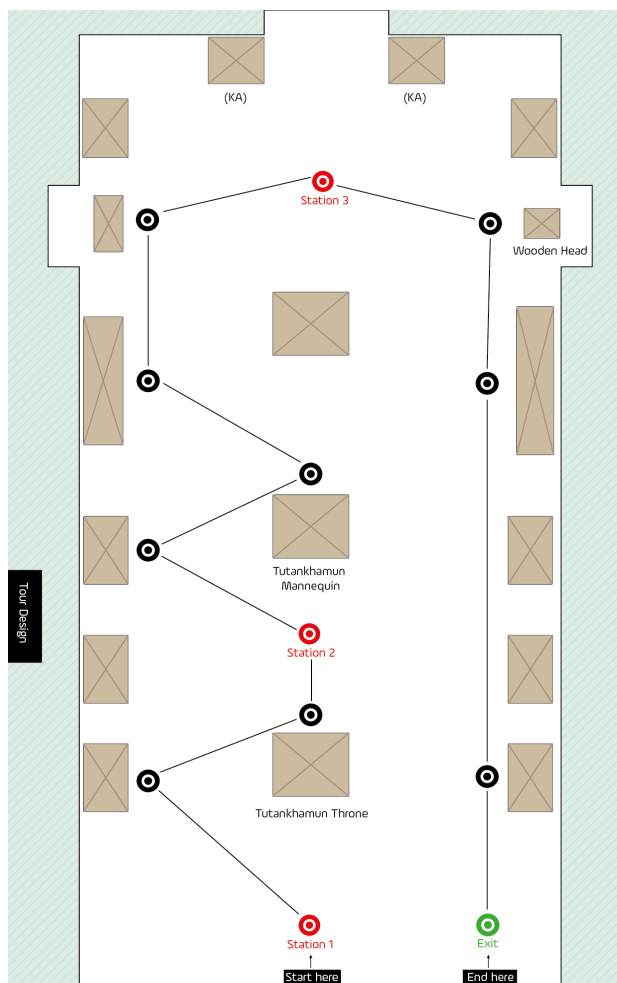 (KA)
(KA)
Station 3
Wooden Head
Tutankhamun
Mannequin
Tour Design
Station 2
Tutankhamun Throne
Station 1
Exit
Start here
End here